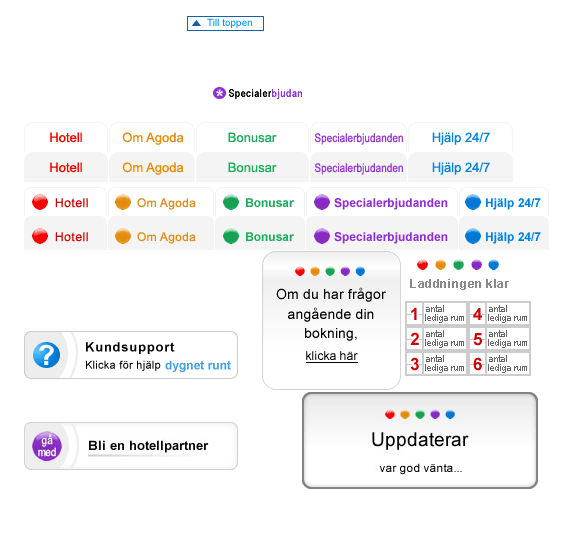 Till toppen
Specialerbjudan
Hotell Om Agoda Bonusar Specialerbjudanden Hjälp 24/7
Hotell Om Agoda Bonusar Specialerbjudanden Hjälp 24/7
Hotell Om Agoda Bonusar Specialerbjudanden Hjälp 24/7
Hotell Om Agoda Bonusar Specialerbjudanden Hjälp 24/7
Om du har frågor
angående din
bokning,
klicka här
Laddningen klar
1 antal lediga rum 4 antal lediga rum
2 antal lediga rum 5 antal lediga rum
3 antal lediga rum 6 antal lediga rum
?
Kundsupport
Klicka för hjälp dygnet runt
gå
med
Bli en hotellpartner
Uppdaterar
var god vänta...